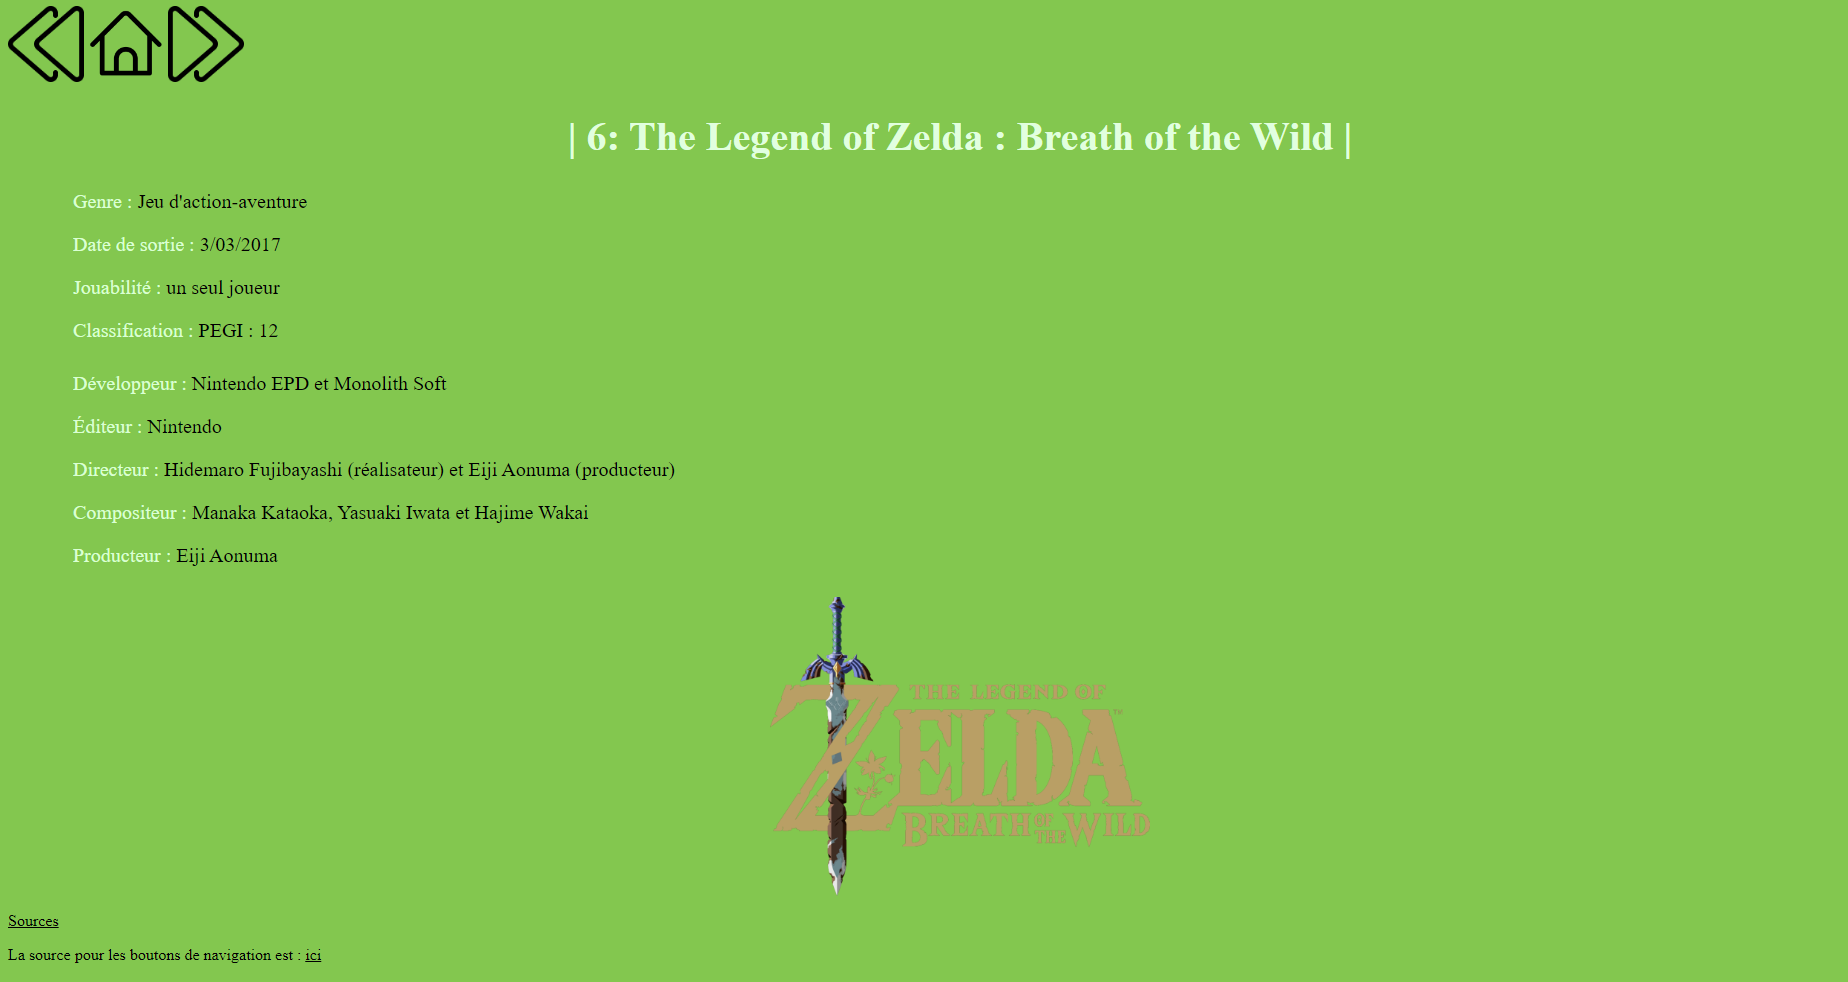 | 6: The Legend of Zelda : Breath of the Wild |
Genre : Jeu d'action-aventure
Date de sortie : 3/03/2017
Jouabilité : un seul joueur
Classification : PEGI : 12
Développeur : Nintendo EPD et Monolith Soft
Éditeur : Nintendo
Directeur : Hidemaro Fujibayashi (réalisateur) et Eiji Aonuma (producteur)
Compositeur : Manaka Kataoka, Yasuaki Iwata et Hajime Wakai
Producteur : Eiji Aonuma
THE LEGEND OF
ZELDA™
BREATH OF THE WILD
Sources
La source pour les boutons de navigation est : ici